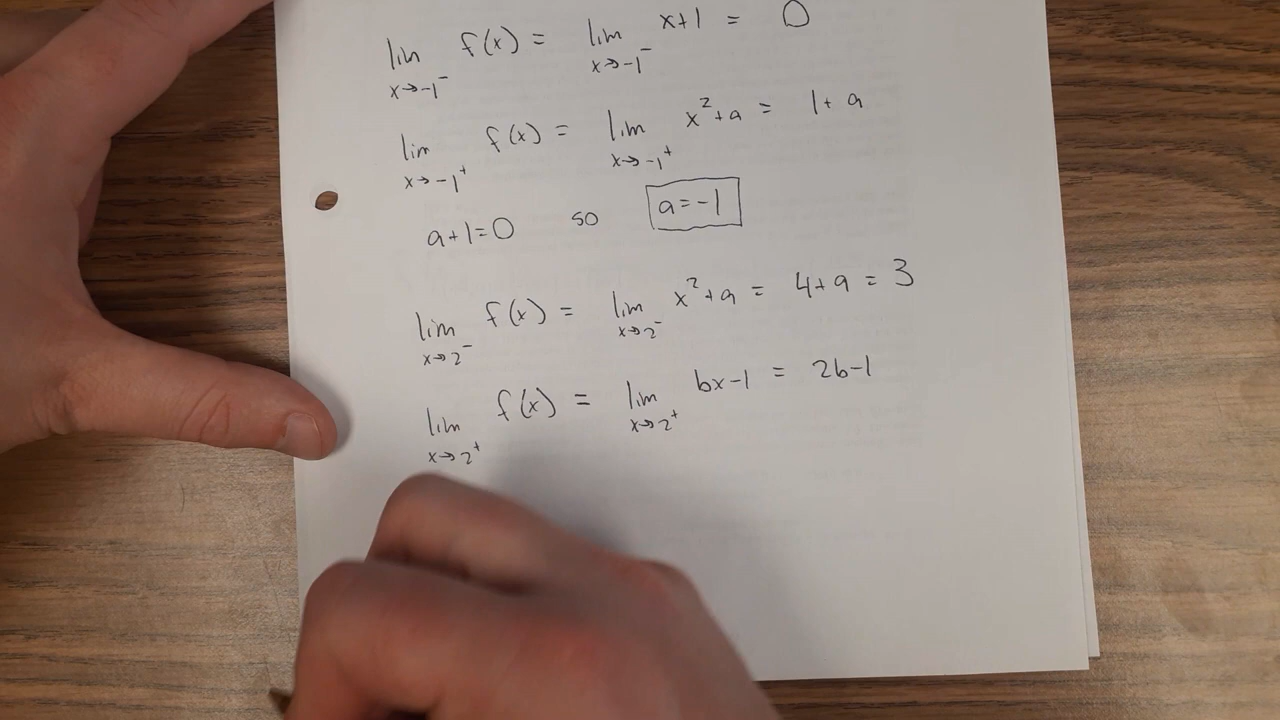 lim x→-1⁻ f(x) = lim x→-1⁻ x+1 = 0
lim x→-1⁺ f(x) = lim x→-1⁺ x²+a = 1+a
a+1=0 so a=-1
lim x→2⁻ f(x) = lim x→2⁻ x²+a = 4+a = 3
lim x→2⁺ f(x) = lim x→2⁺ bx-1 = 2b-1